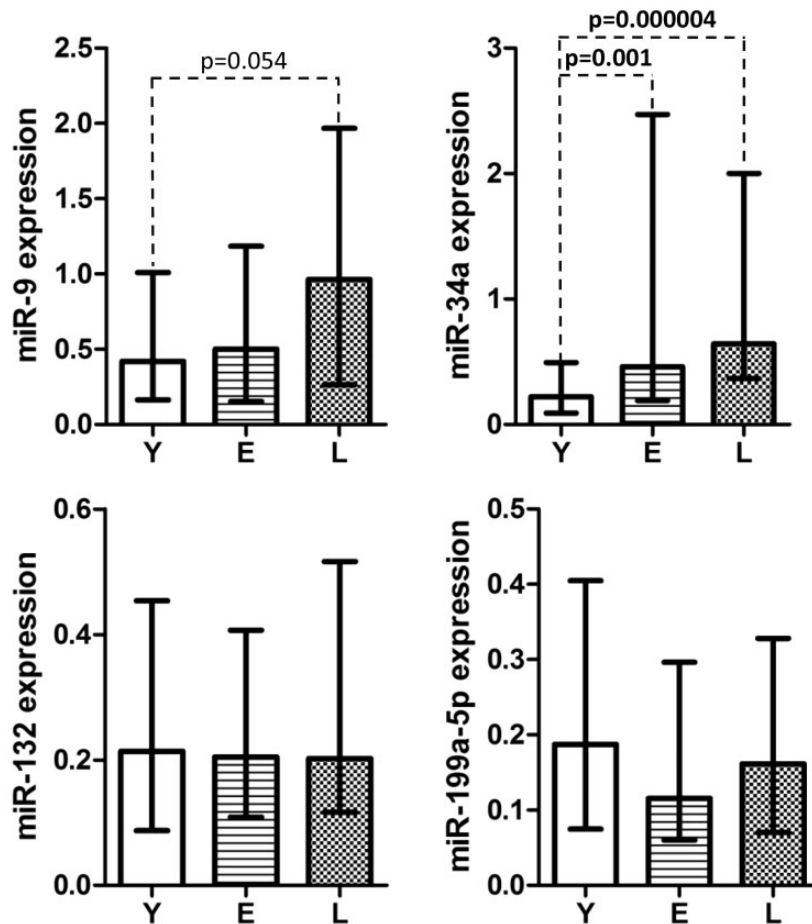 p=0.054
2.5
2.0
1.5
1.0
0.5
0.0
miR-9 expression
Y E L
p=0.000004
p=0.001
3
2
1
0
miR-34a expression
Y E L
0.6
0.4
0.2
0.0
miR-132 expression
Y E L
0.5
0.4
0.3
0.2
0.1
0.0
miR-199a-5p expression
Y E L